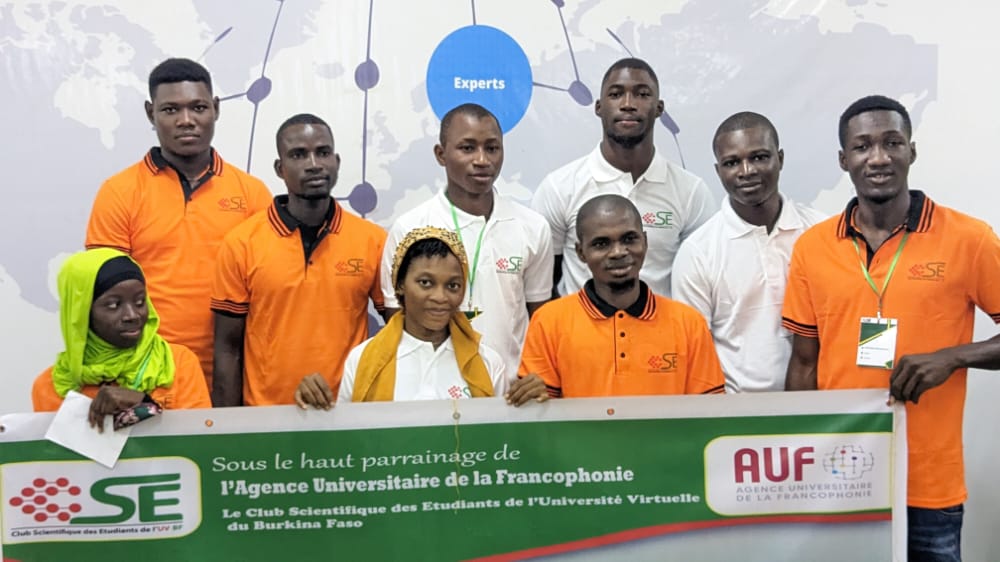 Experts
SE
SE
SE
SE
SE
SE
Sous le haut parrainage de
l'Agence Universitaire de la Francophonie
Le Club Scientifique des Etudiants de l'Université Virtuelle
du Burkina Faso
SE
Club Scientifique des Etudiants de l'UV-BF
AUF
AGENCE UNIVERSITAIRE
DE LA FRANCOPHONIE